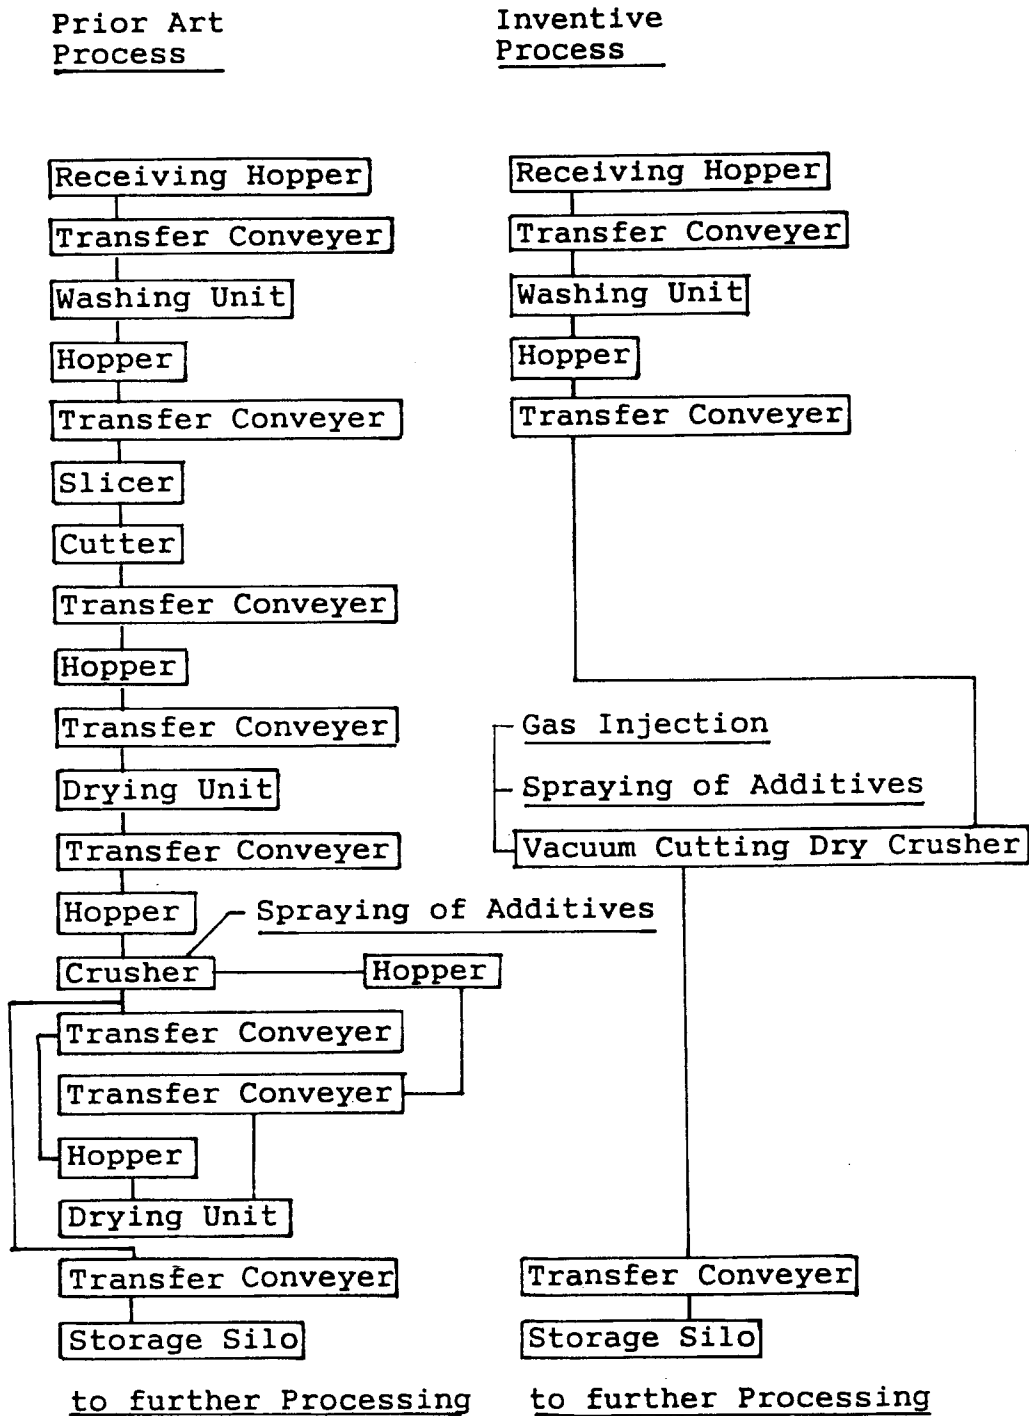 Prior Art
Process
Receiving Hopper
Transfer Conveyer
Washing Unit
Hopper
Transfer Conveyer
Slicer
Cutter
Transfer Conveyer
Hopper
Transfer Conveyer
Drying Unit
Transfer Conveyer
Hopper
Spraying of Additives
Crusher
Hopper
Transfer Conveyer
Transfer Conveyer
Hopper
Drying Unit
Transfer Conveyer
Storage Silo
to further Processing
Inventive
Process
Receiving Hopper
Transfer Conveyer
Washing Unit
Hopper
Transfer Conveyer
Gas Injection
Spraying of Additives
Vacuum Cutting Dry Crusher
Transfer Conveyer
Storage Silo
to further Processing